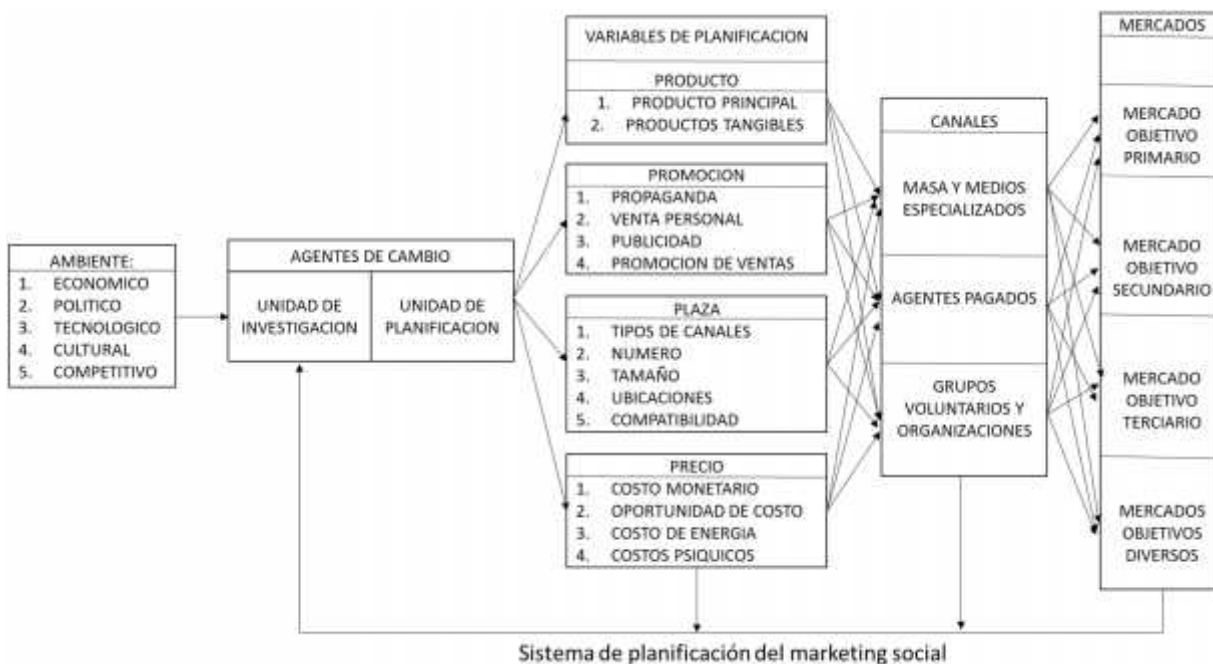 AMBIENTE:
1. ECONOMICO
2. POLITICO
3. TECNOLOGICO
4. CULTURAL
5. COMPETITIVO
AGENTES DE CAMBIO
UNIDAD DE
INVESTIGACION
UNIDAD DE
PLANIFICACION
VARIABLES DE PLANIFICACION
PRODUCTO
1. PRODUCTO PRINCIPAL
2. PRODUCTOS TANGIBLES
PROMOCION
1. PROPAGANDA
2. VENTA PERSONAL
3. PUBLICIDAD
4. PROMOCION DE VENTAS
PLAZA
1. TIPOS DE CANALES
2. NUMERO
3. TAMAÑO
4. UBICACIONES
5. COMPATIBILIDAD
PRECIO
1. COSTO MONETARIO
2. OPORTUNIDAD DE COSTO
3. COSTO DE ENERGIA
4. COSTOS PSIQUICOS
CANALES
MASA Y MEDIOS
ESPECIALIZADOS
AGENTES PAGADOS
GRUPOS
VOLUNTARIOS Y
ORGANIZACIONES
MERCADOS
MERCADO
OBJETIVO
PRIMARIO
MERCADO
OBJETIVO
SECUNDARIO
MERCADO
OBJETIVO
TERCIARIO
MERCADOS
OBJETIVOS
DIVERSOS
Sistema de planificación del marketing social